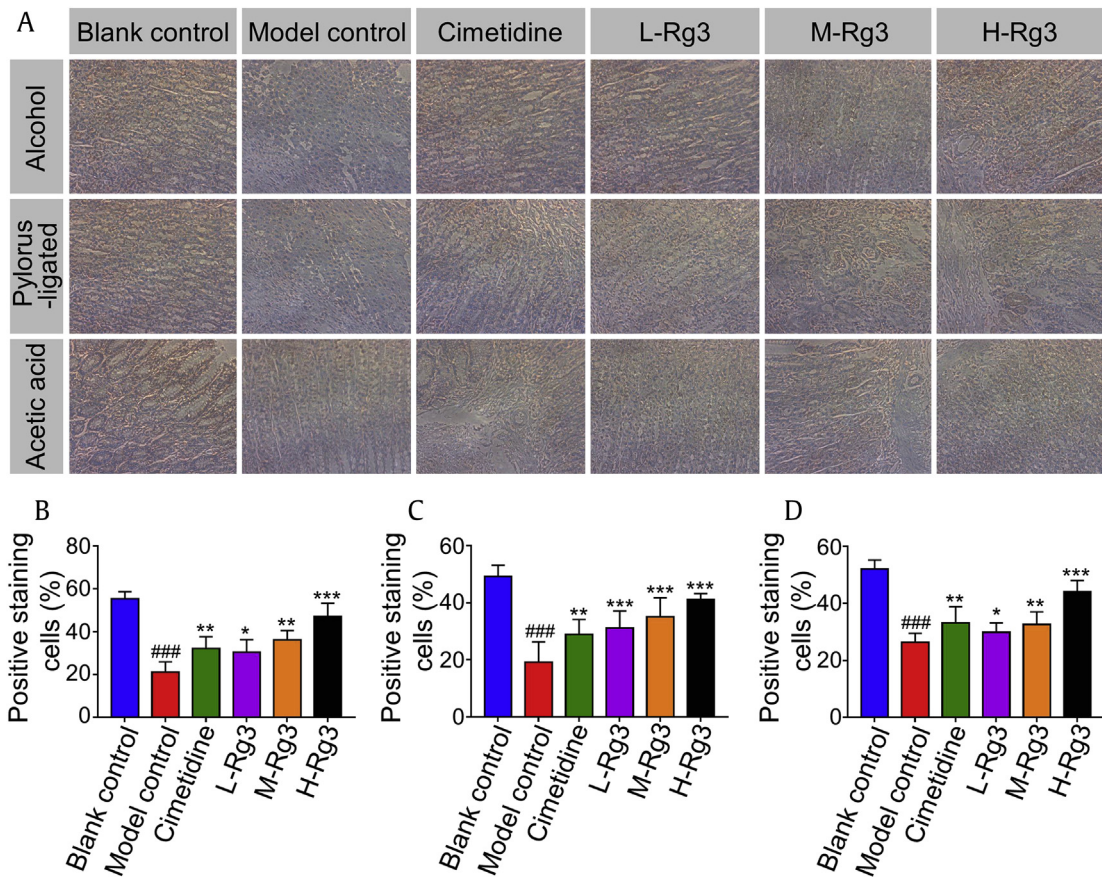 A
Blank control
Model control
Cimetidine
L-Rg3
M-Rg3
H-Rg3
Alcohol
Pylorus
-ligated
Acetic acid
B
Positive staining
cells (%)
80
60
40
20
0
###
**
*
**
***
Blank control
Model control
Cimetidine
L-Rg3
M-Rg3
H-Rg3
C
Positive staining
cells (%)
60
40
20
0
###
**
***
***
***
Blank control
Model control
Cimetidine
L-Rg3
M-Rg3
H-Rg3
D
Positive staining
cells (%)
60
40
20
0
###
**
*
**
***
Blank control
Model control
Cimetidine
L-Rg3
M-Rg3
H-Rg3